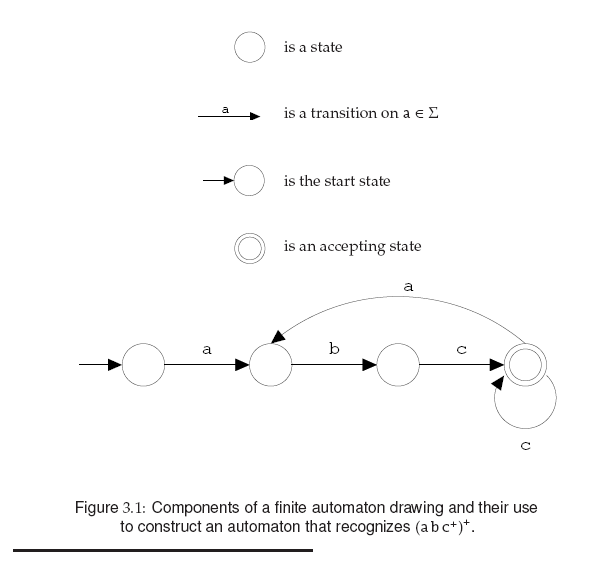 is a state
a
is a transition on a ∈ Σ
is the start state
is an accepting state
a
a b c
c
Figure 3.1: Components of a finite automaton drawing and their use
to construct an automaton that recognizes (a b c⁺)⁺.